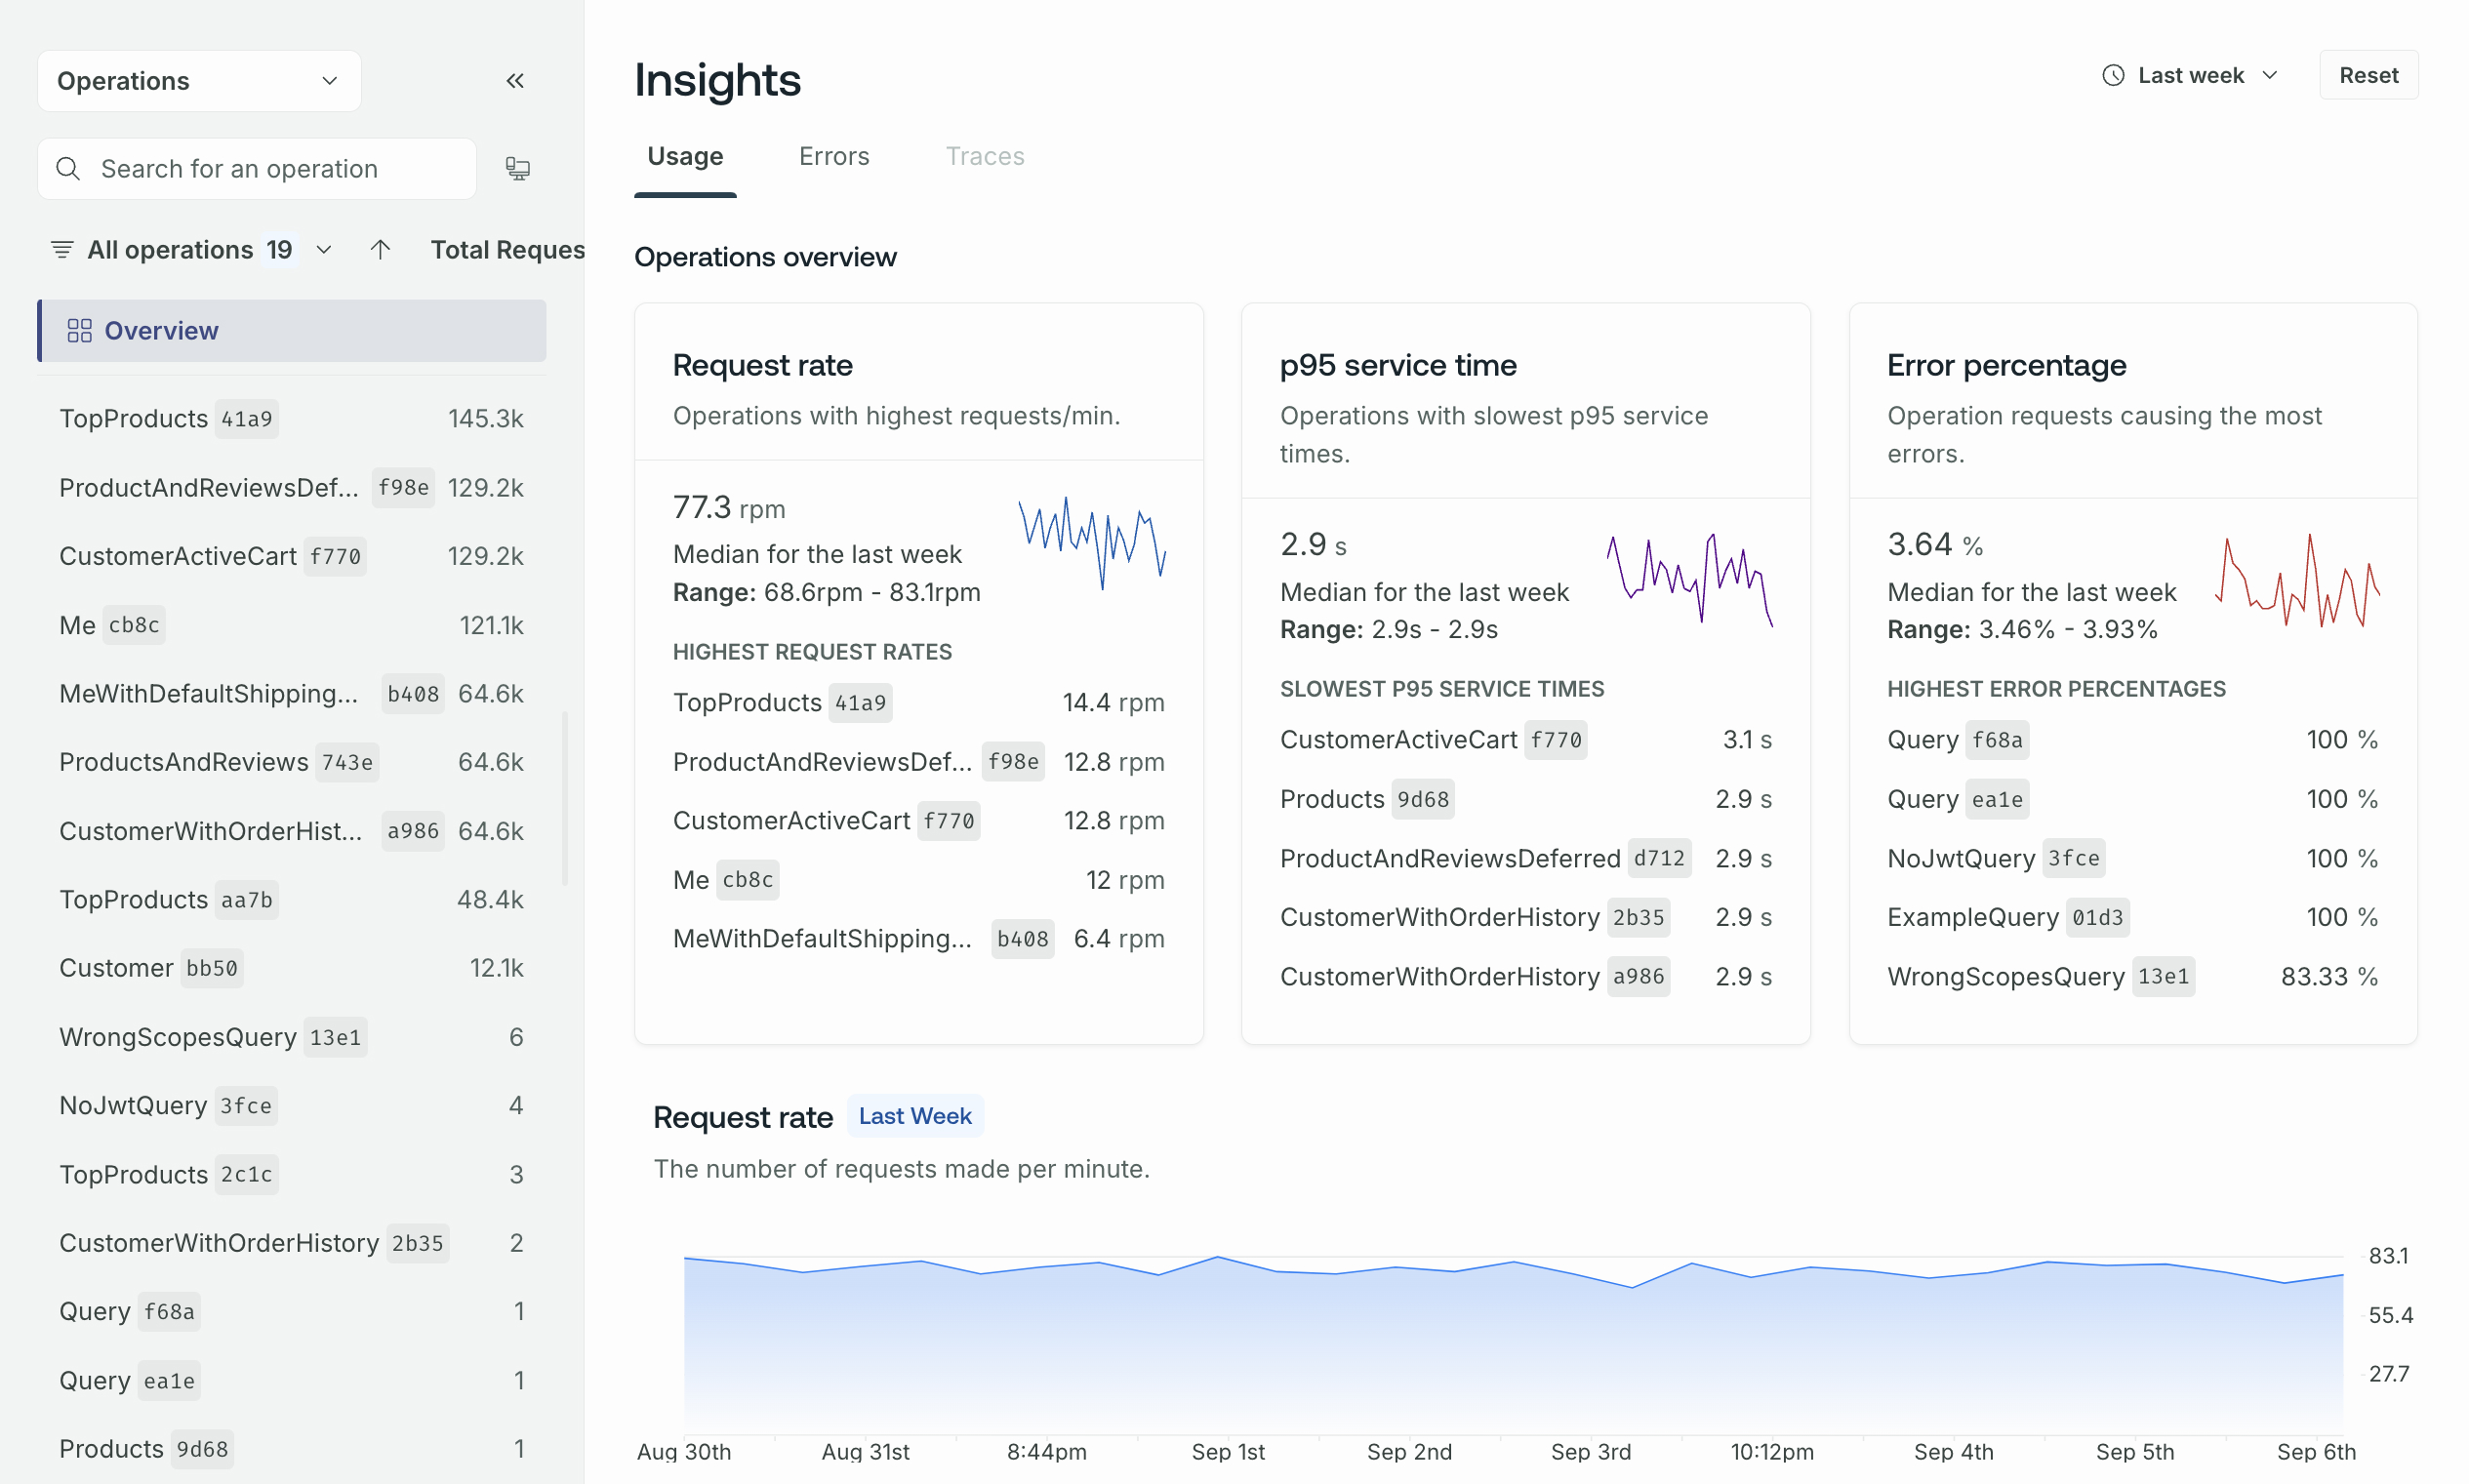 Operations
Search for an operation
All operations 19
Total Reques
Overview
TopProducts 41a9 145.3k
ProductAndReviewsDef... f98e 129.2k
CustomerActiveCart f770 129.2k
Me cb8c 121.1k
MeWithDefaultShipping... b408 64.6k
ProductsAndReviews 743e 64.6k
CustomerWithOrderHist... a986 64.6k
TopProducts aa7b 48.4k
Customer bb50 12.1k
WrongScopesQuery 13e1 6
NoJwtQuery 3fce 4
TopProducts 2c1c 3
CustomerWithOrderHistory 2b35 2
Query f68a 1
Query ea1e 1
Products 9d68 1
Insights
Last week
Reset
Usage Errors Traces
Operations overview
Request rate
Operations with highest requests/min.
77.3 rpm
Median for the last week
Range: 68.6rpm - 83.1rpm
HIGHEST REQUEST RATES
TopProducts 41a9 14.4 rpm
ProductAndReviewsDef... f98e 12.8 rpm
CustomerActiveCart f770 12.8 rpm
Me cb8c 12 rpm
MeWithDefaultShipping... b408 6.4 rpm
p95 service time
Operations with slowest p95 service
times.
2.9 s
Median for the last week
Range: 2.9s - 2.9s
SLOWEST P95 SERVICE TIMES
CustomerActiveCart f770 3.1 s
Products 9d68 2.9 s
ProductAndReviewsDeferred d712 2.9 s
CustomerWithOrderHistory 2b35 2.9 s
CustomerWithOrderHistory a986 2.9 s
Error percentage
Operation requests causing the most
errors.
3.64 %
Median for the last week
Range: 3.46% - 3.93%
HIGHEST ERROR PERCENTAGES
Query f68a 100 %
Query ea1e 100 %
NoJwtQuery 3fce 100 %
ExampleQuery 01d3 100 %
WrongScopesQuery 13e1 83.33 %
Request rate Last Week
The number of requests made per minute.
83.1
55.4
27.7
Aug 30th Aug 31st 8:44pm Sep 1st Sep 2nd Sep 3rd 10:12pm Sep 4th Sep 5th Sep 6th